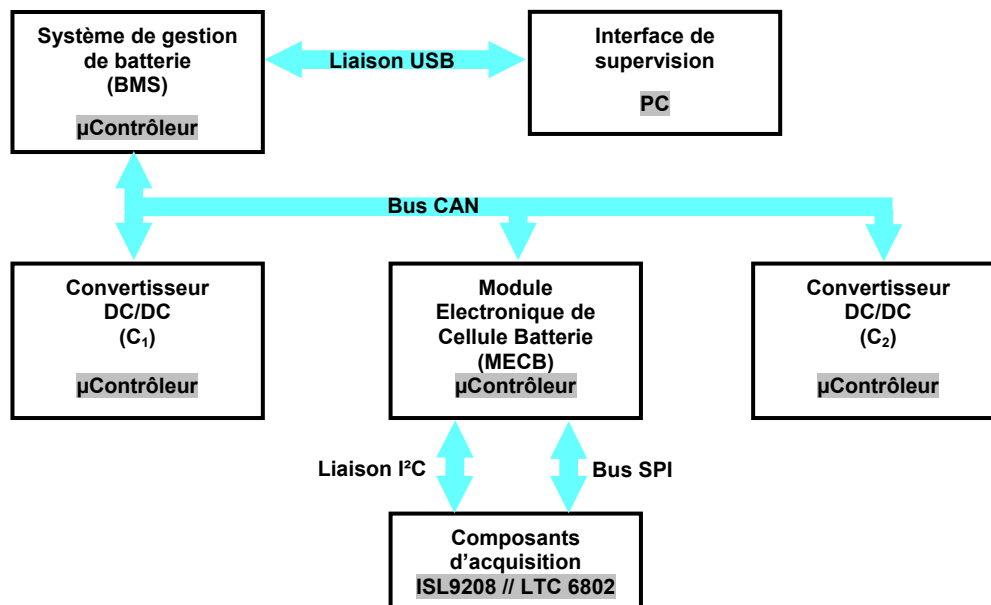 Système de gestion
de batterie
(BMS)
µContrôleur
Liaison USB
Interface de
supervision
PC
Bus CAN
Convertisseur
DC/DC
(C₁)
µContrôleur
Module
Electronique de
Cellule Batterie
(MECB)
µContrôleur
Convertisseur
DC/DC
(C₂)
µContrôleur
Liaison I²C
Bus SPI
Composants
d’acquisition
ISL9208 // LTC 6802